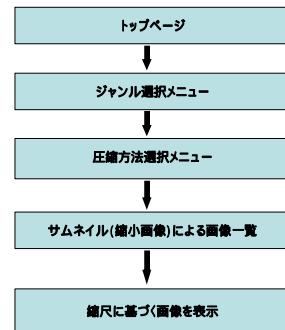 トップページ
ジャンル選択メニュー
圧縮方法選択メニュー
サムネイル(縮小画像)による画像一覧
縮尺に基づく画像を表示